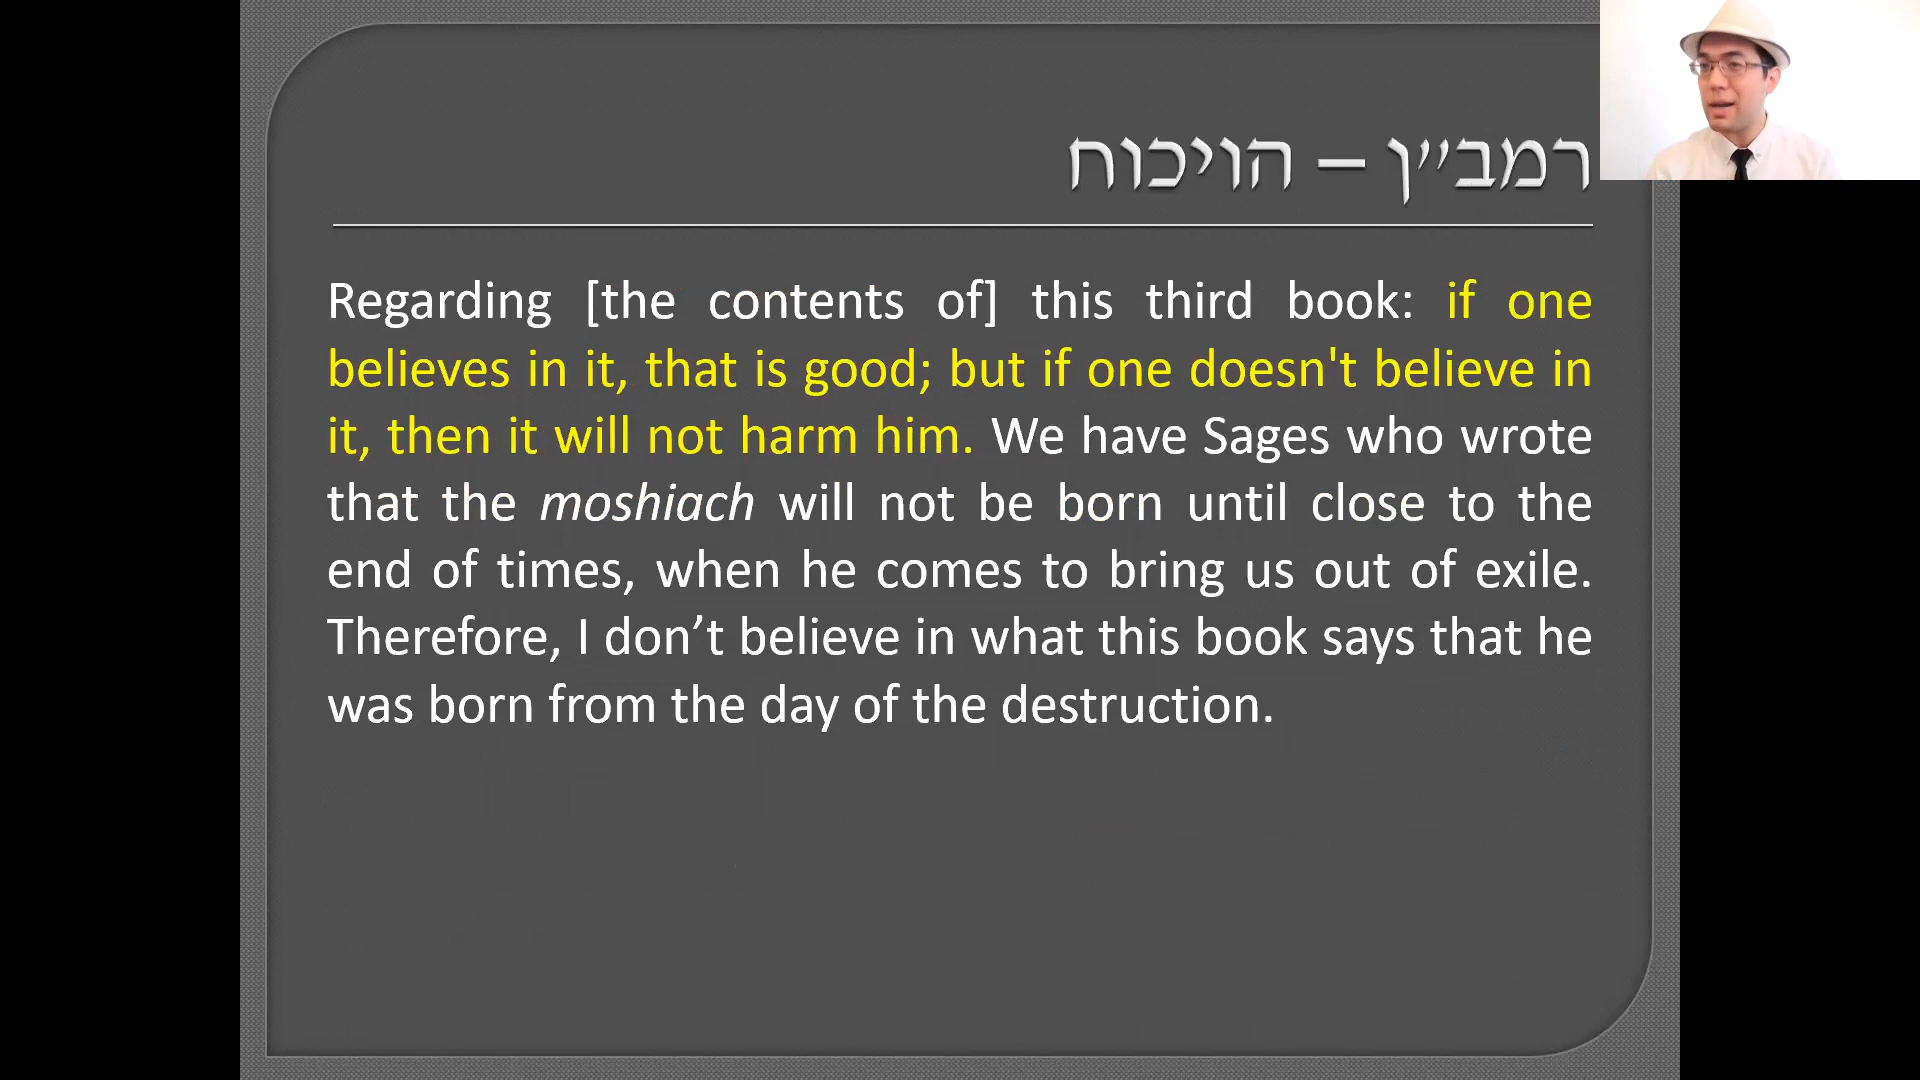 רמב״ן – הויכוח
Regarding [the contents of] this third book: if one
believes in it, that is good; but if one doesn't believe in
it, then it will not harm him. We have Sages who wrote
that the moshiach will not be born until close to the
end of times, when he comes to bring us out of exile.
Therefore, I don’t believe in what this book says that he
was born from the day of the destruction.